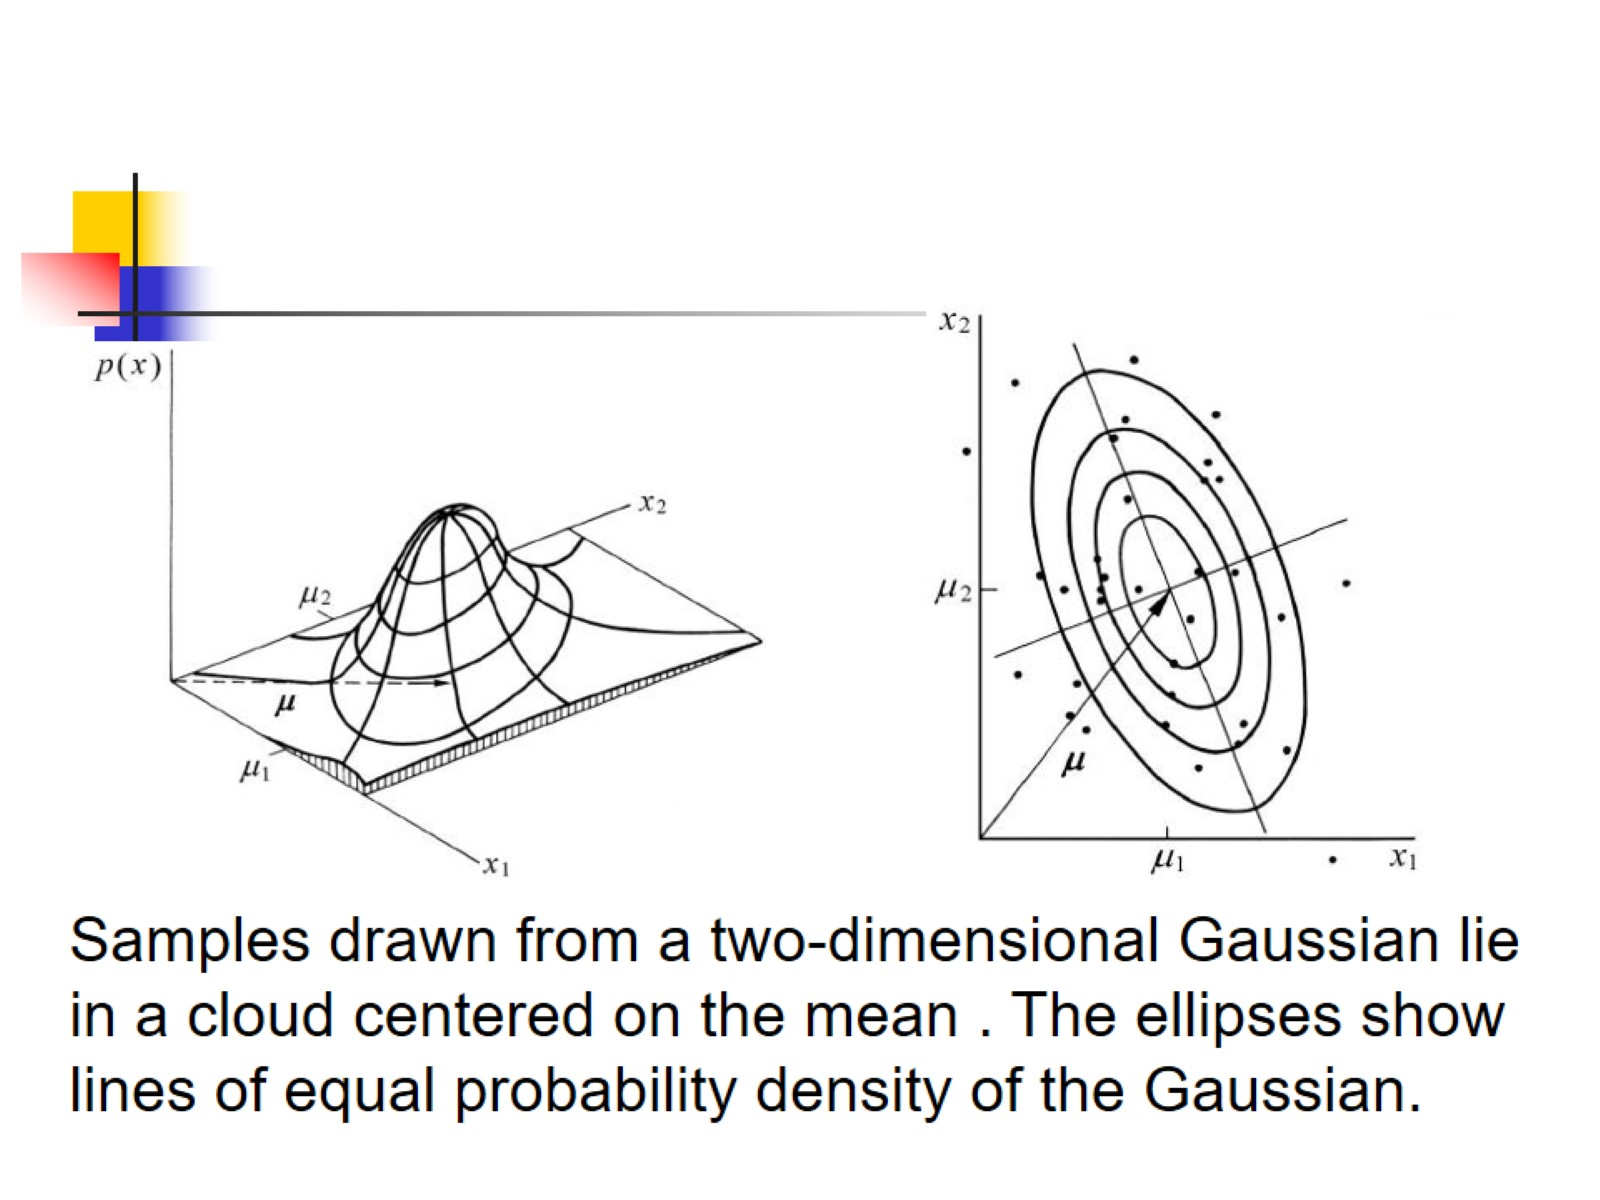 p(x)
x₂
μ₂
μ
μ₁
x₁
x₂
μ₂
μ
μ₁
x₁
Samples drawn from a two-dimensional Gaussian lie
in a cloud centered on the mean . The ellipses show
lines of equal probability density of the Gaussian.